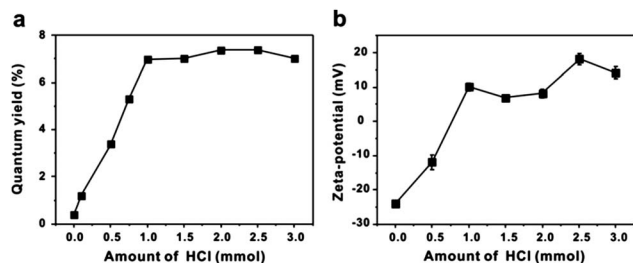 a
8
6
4
2
0
Quantum yield (%)
0.0 0.5 1.0 1.5 2.0 2.5 3.0
Amount of HCl (mmol)
b
20
10
0
-10
-20
-30
Zeta-potential (mV)
0.0 0.5 1.0 1.5 2.0 2.5 3.0
Amount of HCl (mmol)